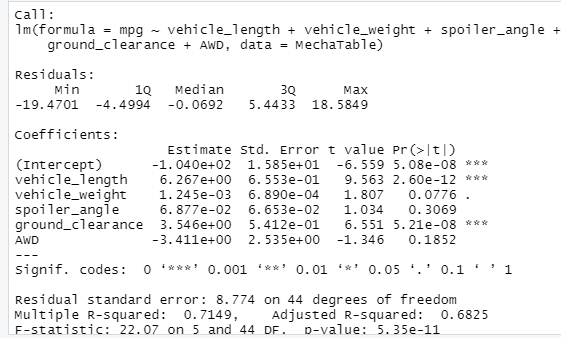 Call:
lm(formula = mpg ~ vehicle_length + vehicle_weight + spoiler_angle +
    ground_clearance + AWD, data = MechaTable)

Residuals:
     Min       1Q   Median       3Q      Max
-19.4701  -4.4994  -0.0692   5.4433  18.5849

Coefficients:
                   Estimate Std. Error t value Pr(>|t|)
(Intercept)      -1.040e+02  1.585e+01  -6.559 5.08e-08 ***
vehicle_length    6.267e+00  6.553e-01   9.563 2.60e-12 ***
vehicle_weight    1.245e-03  6.890e-04   1.807   0.0776 .
spoiler_angle     6.877e-02  6.653e-02   1.034   0.3069
ground_clearance  3.546e+00  5.412e-01   6.551 5.21e-08 ***
AWD              -3.411e+00  2.535e+00  -1.346   0.1852
---
Signif. codes:  0 ‘***’ 0.001 ‘**’ 0.01 ‘*’ 0.05 ‘.’ 0.1 ‘ ’ 1

Residual standard error: 8.774 on 44 degrees of freedom
Multiple R-squared:  0.7149,	Adjusted R-squared:  0.6825
F-statistic: 22.07 on 5 and 44 DF,  p-value: 5.35e-11